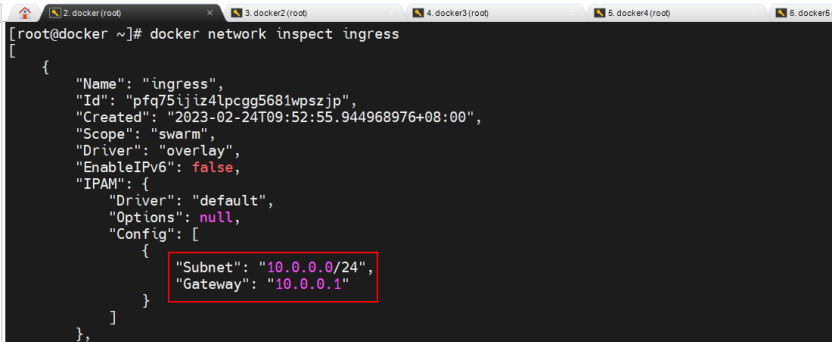 2. docker (root)
3. docker2 (root)
4. docker3 (root)
5. docker4 (root)
6. docker5
[root@docker ~]# docker network inspect ingress
[
    {
        "Name": "ingress",
        "Id": "pfq75ijiz4lpcgg5681wpszjp",
        "Created": "2023-02-24T09:52:55.944968976+08:00",
        "Scope": "swarm",
        "Driver": "overlay",
        "EnableIPv6": false,
        "IPAM": {
            "Driver": "default",
            "Options": null,
            "Config": [
                {
                    "Subnet": "10.0.0.0/24",
                    "Gateway": "10.0.0.1"
                }
            ]
        },